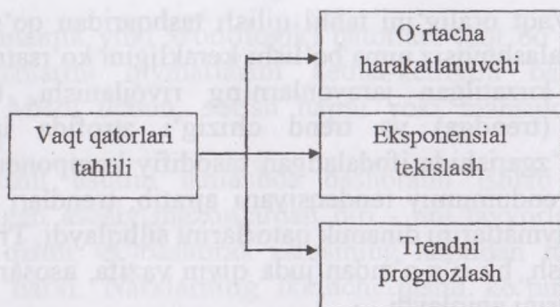 O‘rtacha
harakatlanuvchi
Vaqt qatorlari
tahlili
Eksponensial
tekislash
Trendni
prognozlash